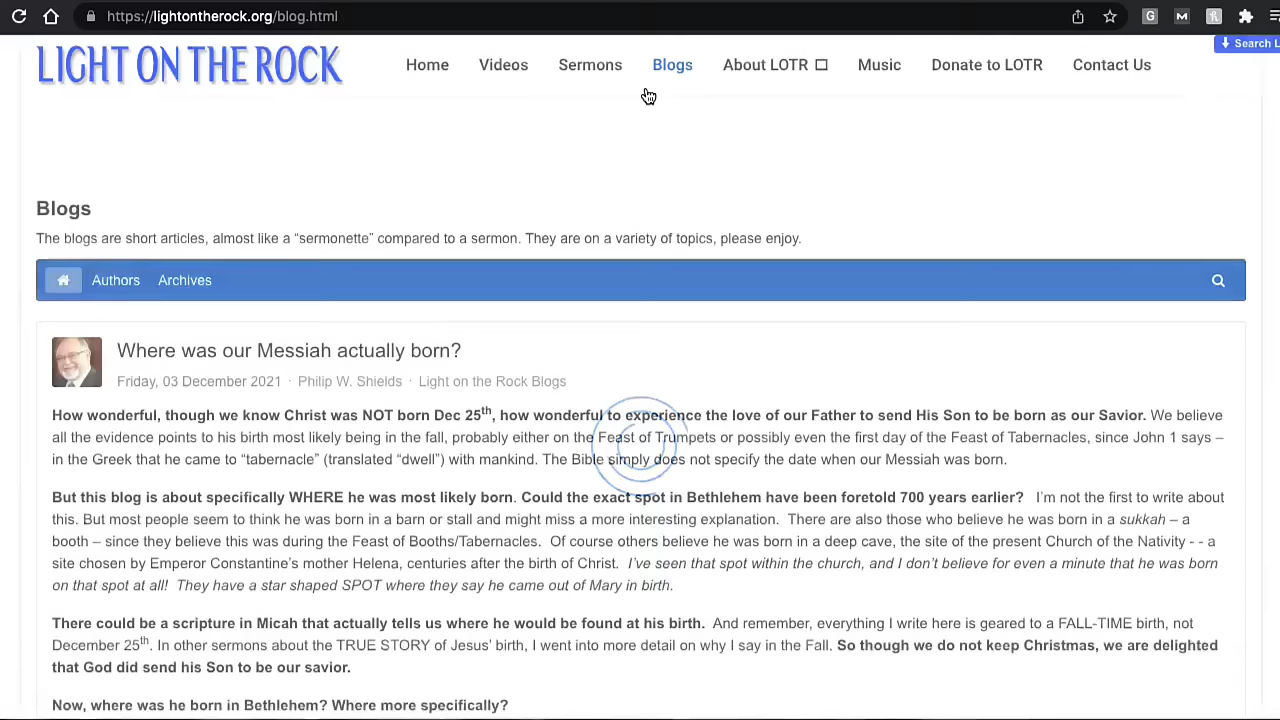 https://lightontherock.org/blog.html
Search L
LIGHT ON THE ROCK
Home Videos Sermons Blogs About LOTR Music Donate to LOTR Contact Us
Blogs
The blogs are short articles, almost like a “sermonette” compared to a sermon. They are on a variety of topics, please enjoy.
Authors Archives
Where was our Messiah actually born?
Friday, 03 December 2021 · Philip W. Shields · Light on the Rock Blogs
How wonderful, though we know Christ was NOT born Dec 25th, how wonderful to experience the love of our Father to send His Son to be born as our Savior. We believe
all the evidence points to his birth most likely being in the fall, probably either on the Feast of Trumpets or possibly even the first day of the Feast of Tabernacles, since John 1 says –
in the Greek that he came to “tabernacle” (translated “dwell”) with mankind. The Bible simply does not specify the date when our Messiah was born.
But this blog is about specifically WHERE he was most likely born. Could the exact spot in Bethlehem have been foretold 700 years earlier? I’m not the first to write about
this. But most people seem to think he was born in a barn or stall and might miss a more interesting explanation. There are also those who believe he was born in a sukkah – a
booth – since they believe this was during the Feast of Booths/Tabernacles. Of course others believe he was born in a deep cave, the site of the present Church of the Nativity - - a
site chosen by Emperor Constantine’s mother Helena, centuries after the birth of Christ. I’ve seen that spot within the church, and I don’t believe for even a minute that he was born
on that spot at all! They have a star shaped SPOT where they say he came out of Mary in birth.
There could be a scripture in Micah that actually tells us where he would be found at his birth. And remember, everything I write here is geared to a FALL-TIME birth, not
December 25th. In other sermons about the TRUE STORY of Jesus’ birth, I went into more detail on why I say in the Fall. So though we do not keep Christmas, we are delighted
that God did send his Son to be our savior.
Now, where was he born in Bethlehem? Where more specifically?